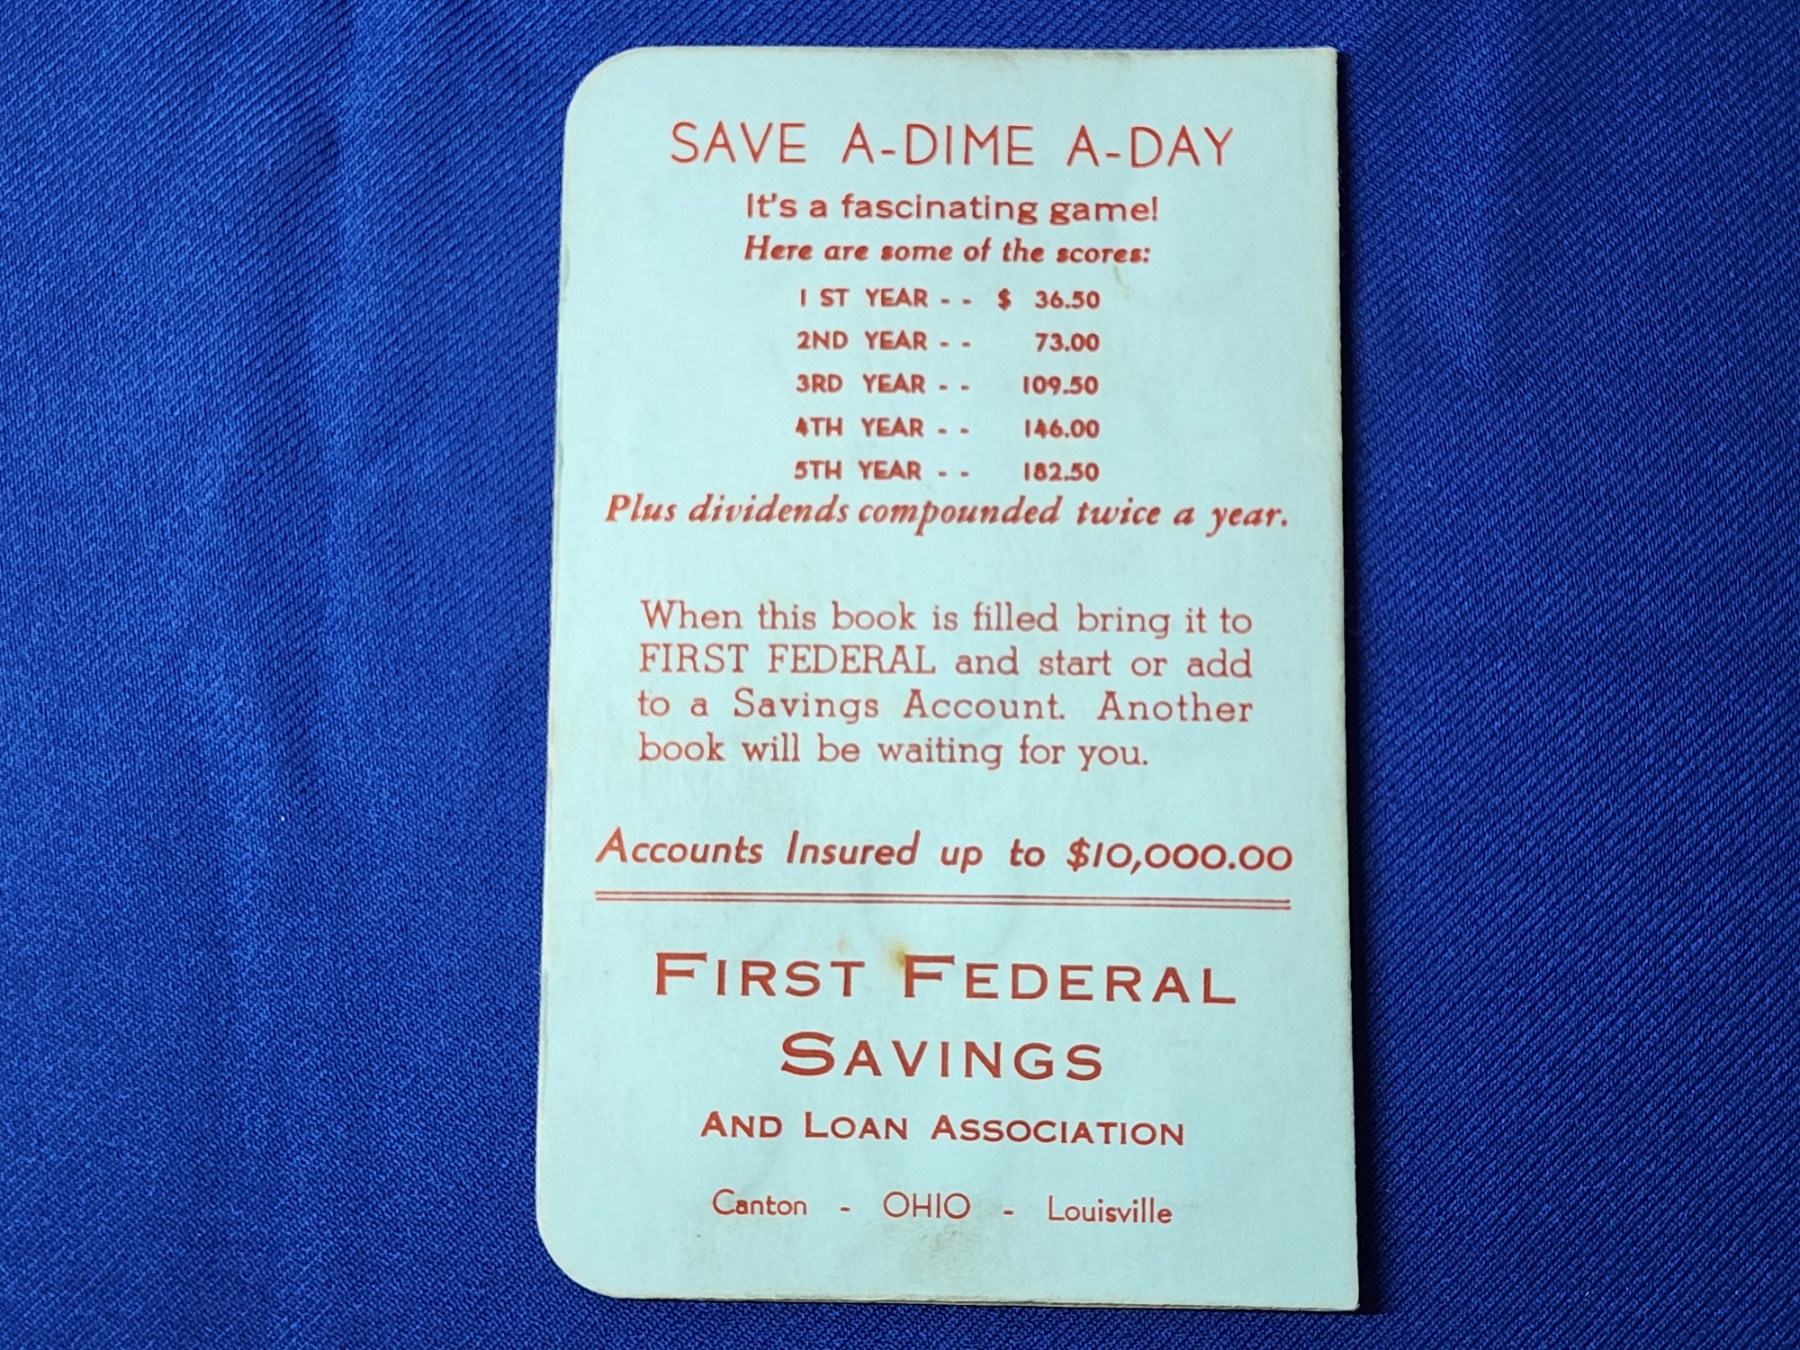 SAVE A-DIME A-DAY
It's a fascinating game!
Here are some of the scores:
1 ST YEAR - - $ 36.50
2ND YEAR - - 73.00
3RD YEAR - - 109.50
4TH YEAR - - 146.00
5TH YEAR - - 182.50
Plus dividends compounded twice a year.
When this book is filled bring it to
FIRST FEDERAL and start or add
to a Savings Account. Another
book will be waiting for you.
Accounts Insured up to $10,000.00
FIRST FEDERAL
SAVINGS
AND LOAN ASSOCIATION
Canton - OHIO - Louisville